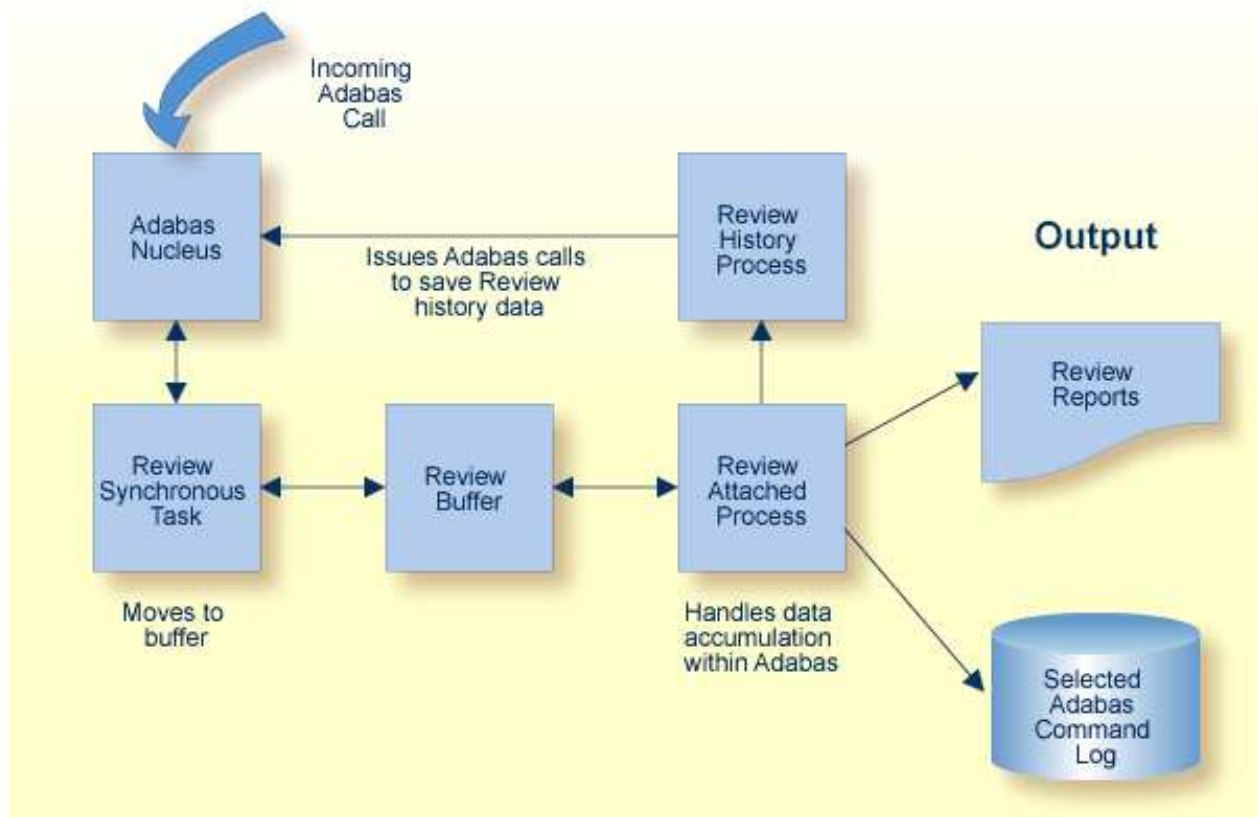 Incoming
Adabas
Call
Adabas
Nucleus
Issues Adabas calls
to save Review
history data
Review
History
Process
Output
Review
Reports
Review
Synchronous
Task
Review
Buffer
Review
Attached
Process
Moves to
buffer
Handles data
accumulation
within Adabas
Selected
Adabas
Command
Log